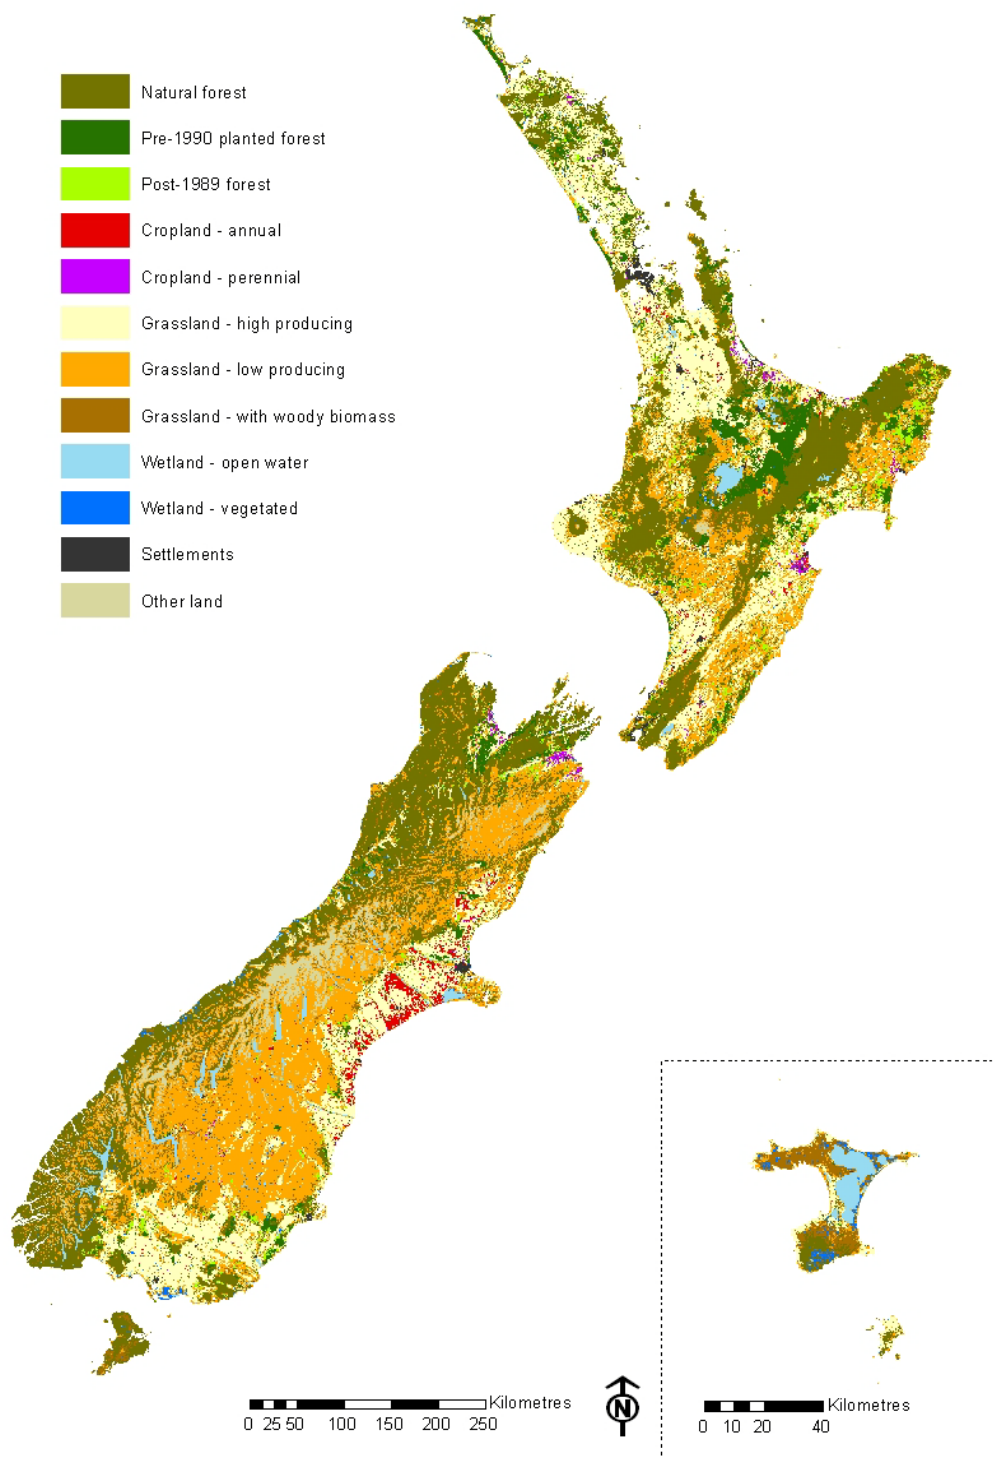 Natural forest
Pre-1990 planted forest
Post-1989 forest
Cropland - annual
Cropland - perennial
Grassland - high producing
Grassland - low producing
Grassland - with woody biomass
Wetland - open water
Wetland - vegetated
Settlements
Other land
Kilometres
0 25 50 100 150 200 250
N
Kilometres
0 10 20 40